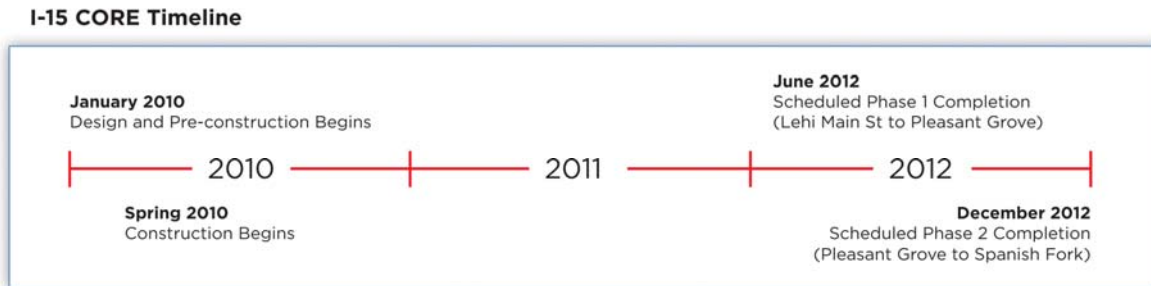 I-15 CORE Timeline
January 2010
Design and Pre-construction Begins
June 2012
Scheduled Phase 1 Completion
(Lehi Main St to Pleasant Grove)
2010
2011
2012
Spring 2010
Construction Begins
December 2012
Scheduled Phase 2 Completion
(Pleasant Grove to Spanish Fork)